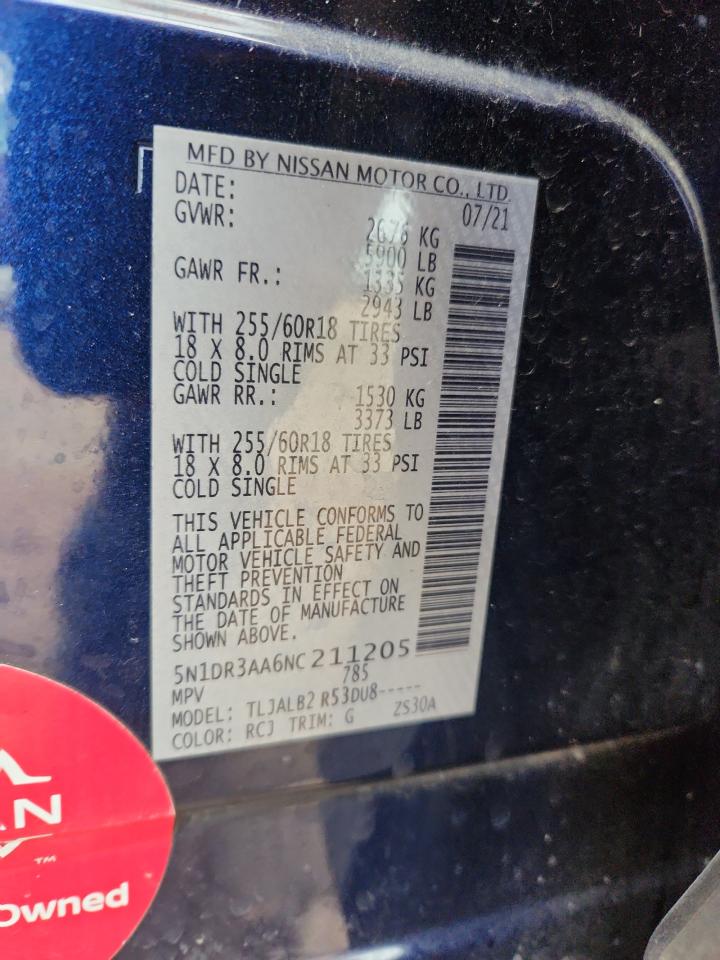 MFD BY NISSAN MOTOR CO., LTD.
DATE: 07/21
GVWR: 2676 KG
5900 LB
GAWR FR.: 1335 KG
2943 LB
WITH 255/60R18 TIRES
18 X 8.0 RIMS AT 33 PSI
COLD SINGLE
GAWR RR.: 1530 KG
3373 LB
WITH 255/60R18 TIRES
18 X 8.0 RIMS AT 33 PSI
COLD SINGLE
THIS VEHICLE CONFORMS TO
ALL APPLICABLE FEDERAL
MOTOR VEHICLE SAFETY AND
THEFT PREVENTION
STANDARDS IN EFFECT ON
THE DATE OF MANUFACTURE
SHOWN ABOVE.
5N1DR3AA6NC211205
MPV 785
MODEL: TLJALB2 R53DU8-----
COLOR: RCJ TRIM: G ZS30A
AN
™
Owned